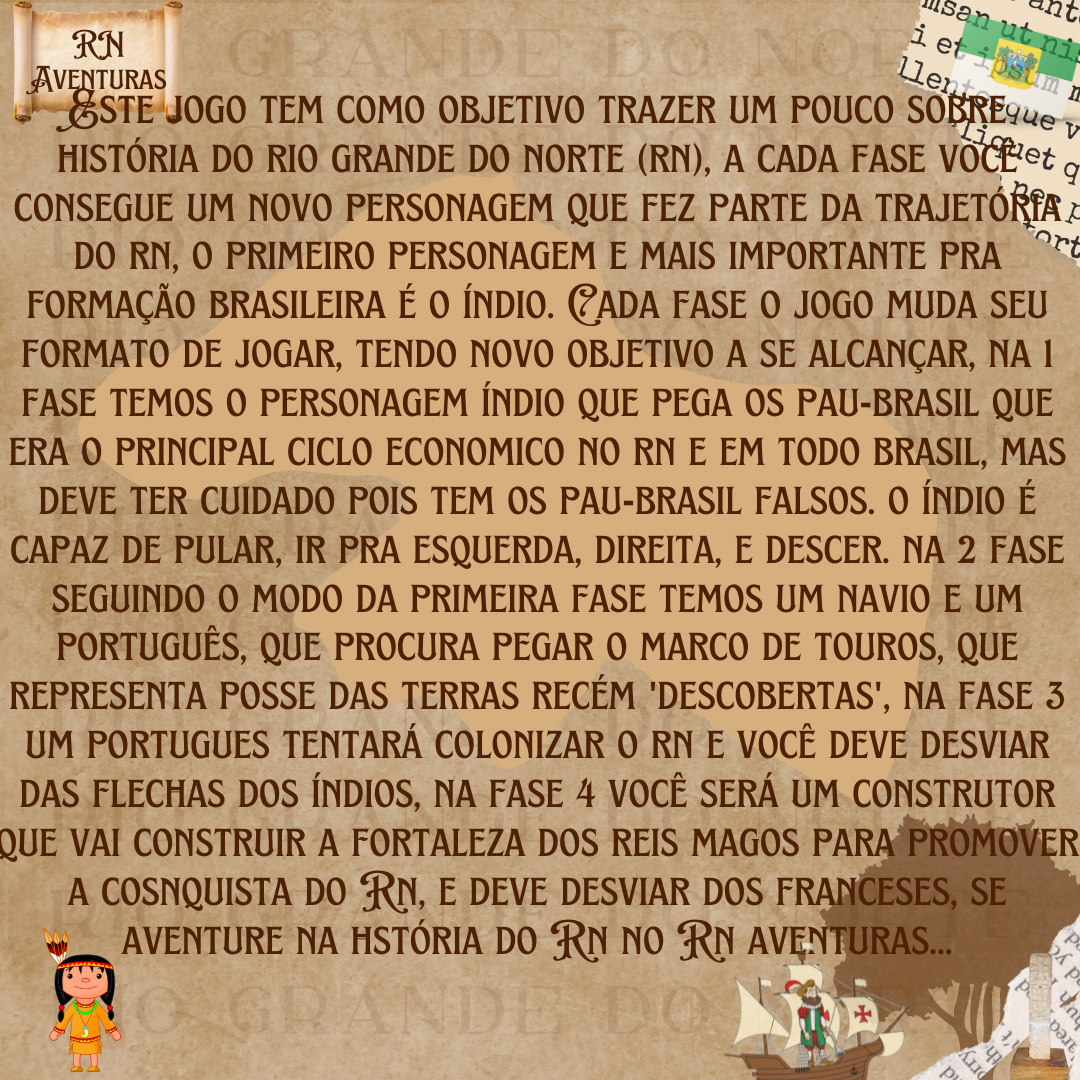 RN
Aventuras
Este jogo tem como objetivo trazer um pouco sobre
história do Rio Grande do Norte (RN), a cada fase você
consegue um novo personagem que fez parte da trajetória
do RN, o primeiro personagem e mais importante pra
formação brasileira é o índio. Cada fase o jogo muda seu
formato de jogar, tendo novo objetivo a se alcançar, na 1
fase temos o personagem índio que pega os pau-brasil que
era o principal ciclo economico no RN e em todo Brasil, mas
deve ter cuidado pois tem os pau-brasil falsos. O índio é
capaz de pular, ir pra esquerda, direita, e descer. Na 2 fase
seguindo o modo da primeira fase temos um navio e um
português, que procura pegar o marco de touros, que
representa posse das terras recém 'descobertas', na fase 3
um portugues tentará colonizar o RN e você deve desviar
das flechas dos índios, na fase 4 você será um construtor
que vai construir a fortaleza dos reis magos para promover
a cosnquista do Rn, e deve desviar dos franceses, se
aventure na hstória do Rn no Rn aventuras...
RIO GRANDE DO NORTE